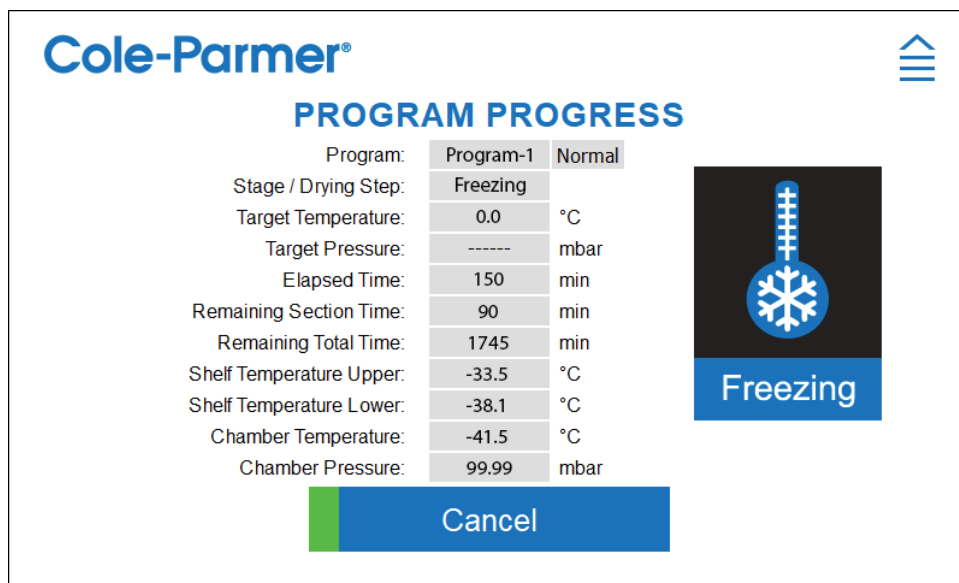 Cole-Parmer®
PROGRAM PROGRESS
Program: Program-1 Normal
Stage / Drying Step: Freezing
Target Temperature: 0.0 °C
Target Pressure: ------ mbar
Elapsed Time: 150 min
Remaining Section Time: 90 min
Remaining Total Time: 1745 min
Shelf Temperature Upper: -33.5 °C
Shelf Temperature Lower: -38.1 °C
Chamber Temperature: -41.5 °C
Chamber Pressure: 99.99 mbar
Freezing
Cancel